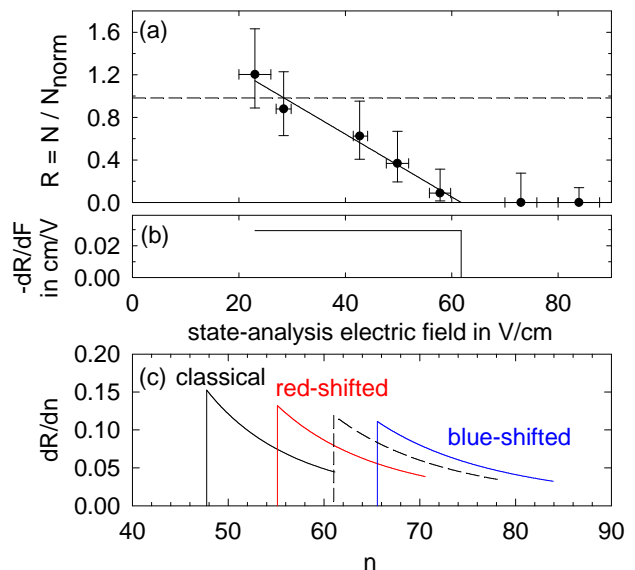 (a)
1.6
1.2
0.8
0.4
0.0
R = N / N_norm
(b)
0.03
0.00
-dR/dF
in cm/V
0 20 40 60 80
state-analysis electric field in V/cm
(c) classical
red-shifted
blue-shifted
0.20
0.15
0.10
0.05
0.00
dR/dn
40 50 60 70 80 90
n